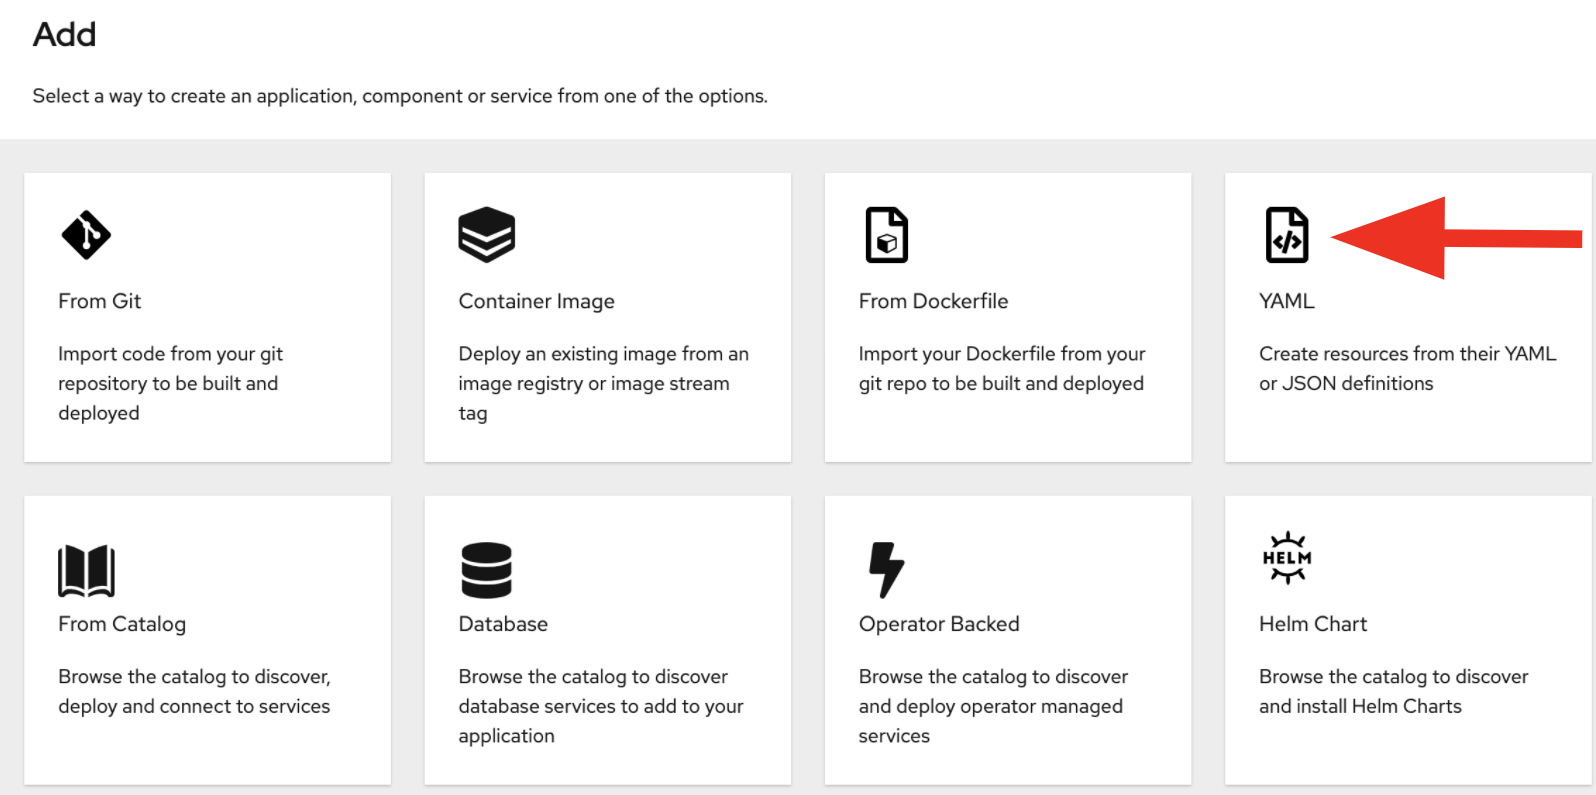 Add
Select a way to create an application, component or service from one of the options.
From Git
Import code from your git
repository to be built and
deployed
Container Image
Deploy an existing image from an
image registry or image stream
tag
From Dockerfile
Import your Dockerfile from your
git repo to be built and deployed
YAML
Create resources from their YAML
or JSON definitions
From Catalog
Browse the catalog to discover,
deploy and connect to services
Database
Browse the catalog to discover
database services to add to your
application
Operator Backed
Browse the catalog to discover
and deploy operator managed
services
HELM
Helm Chart
Browse the catalog to discover
and install Helm Charts